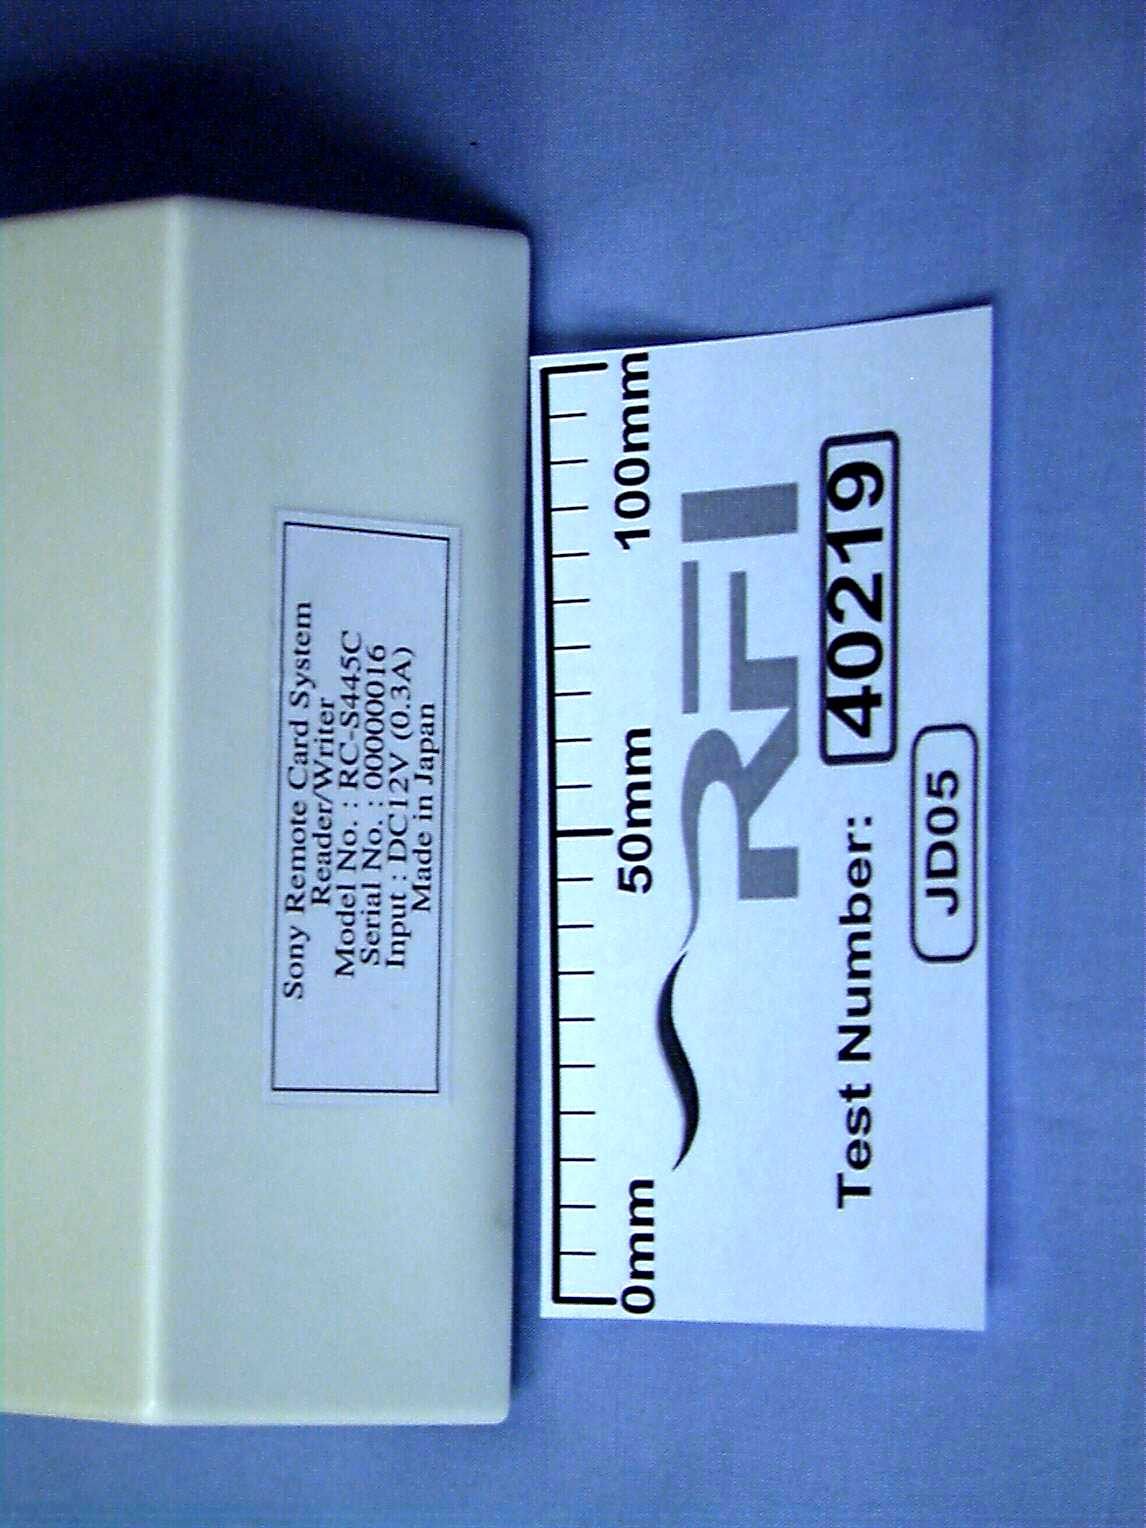 Sony Remote Card System
Reader/Writer
Model No. : RC-S445C
Serial No. : 00000016
Input : DC12V (0.3A)
Made in Japan
0mm 50mm 100mm
RFI
Test Number: 40219
JD05